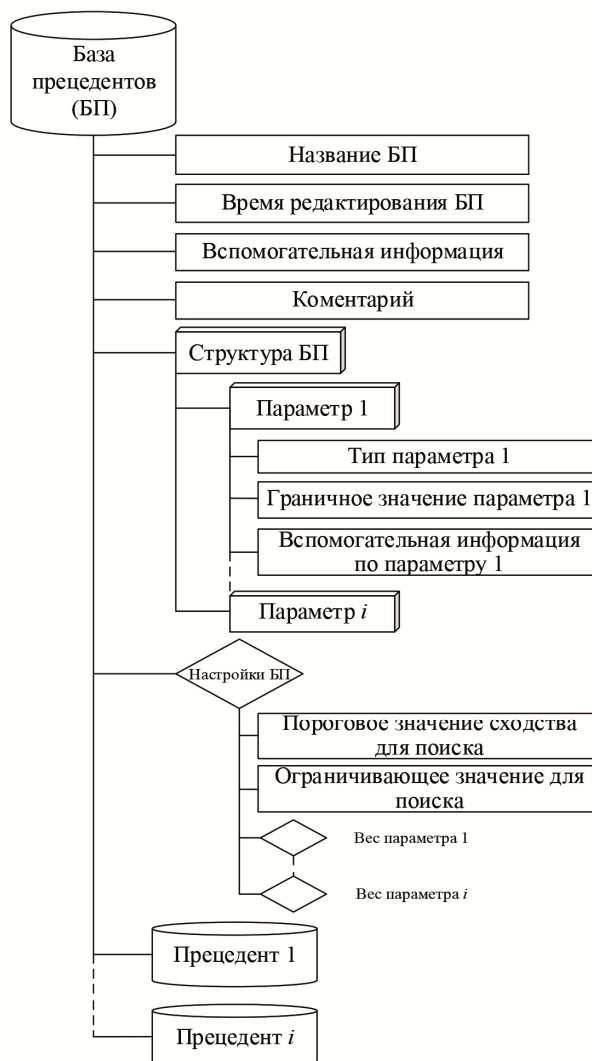 База
прецедентов
(БП)
Название БП
Время редактирования БП
Вспомогательная информация
Коментарий
Структура БП
Параметр 1
Тип параметра 1
Граничное значение параметра 1
Вспомогательная информация
по параметру 1
Параметр i
Настройки БП
Пороговое значение сходства
для поиска
Ограничивающее значение для
поиска
Вес параметра 1
Вес параметра i
Прецедент 1
Прецедент i